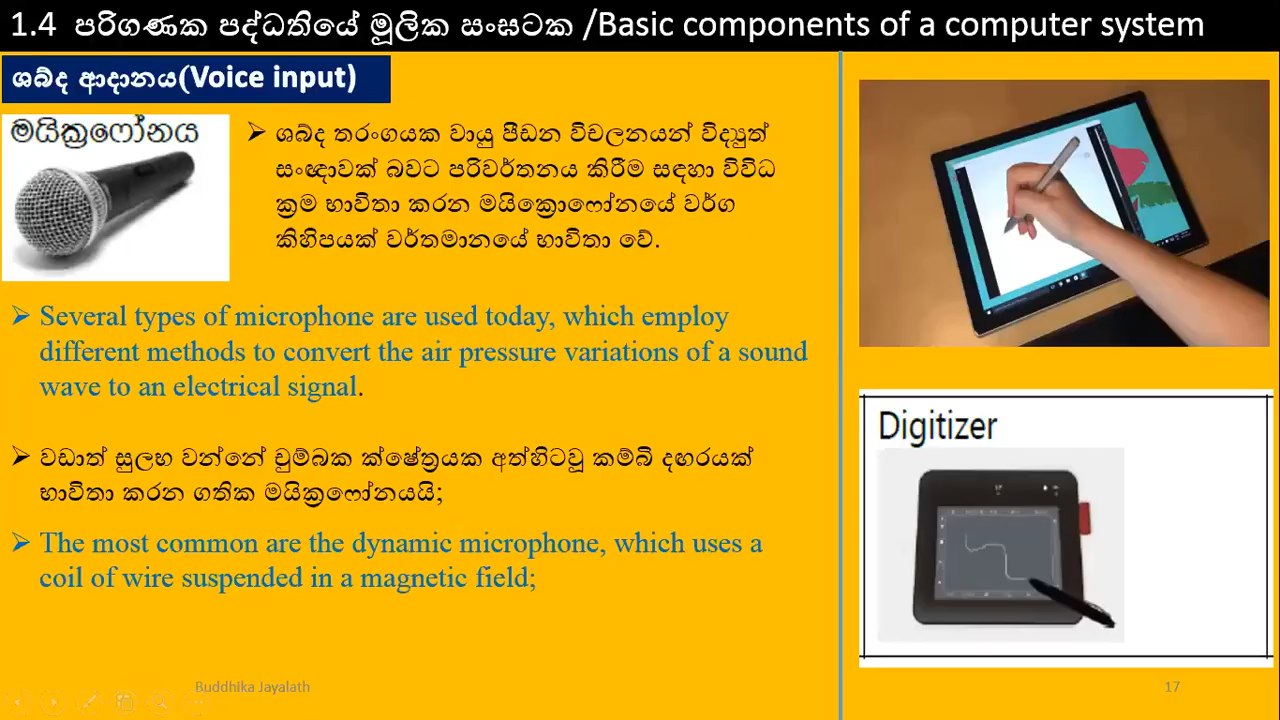 1.4 පරිගණක පද්ධතියේ මූලික සංඝටක /Basic components of a computer system
ශබ්ද ආදානය(Voice input)
මයික්‍රෆෝනය
➢ ශබ්ද තරංගයක වායු පීඩන විචලනයන් විද්‍යුත්
සංඥාවක් බවට පරිවර්තනය කිරීම සඳහා විවිධ
ක්‍රම භාවිතා කරන මයික්‍රොෆෝනයේ වර්ග
කිහිපයක් වර්තමානයේ භාවිතා වේ.
➢ Several types of microphone are used today, which employ
different methods to convert the air pressure variations of a sound
wave to an electrical signal.
➢ වඩාත් සුලභ වන්නේ චුම්බක ක්ෂේත්‍රයක අත්හිටවූ කම්බි දඟරයක්
භාවිතා කරන ගතික මයික්‍රෆෝනයයි;
➢ The most common are the dynamic microphone, which uses a
coil of wire suspended in a magnetic field;
Digitizer
Buddhika Jayalath
17